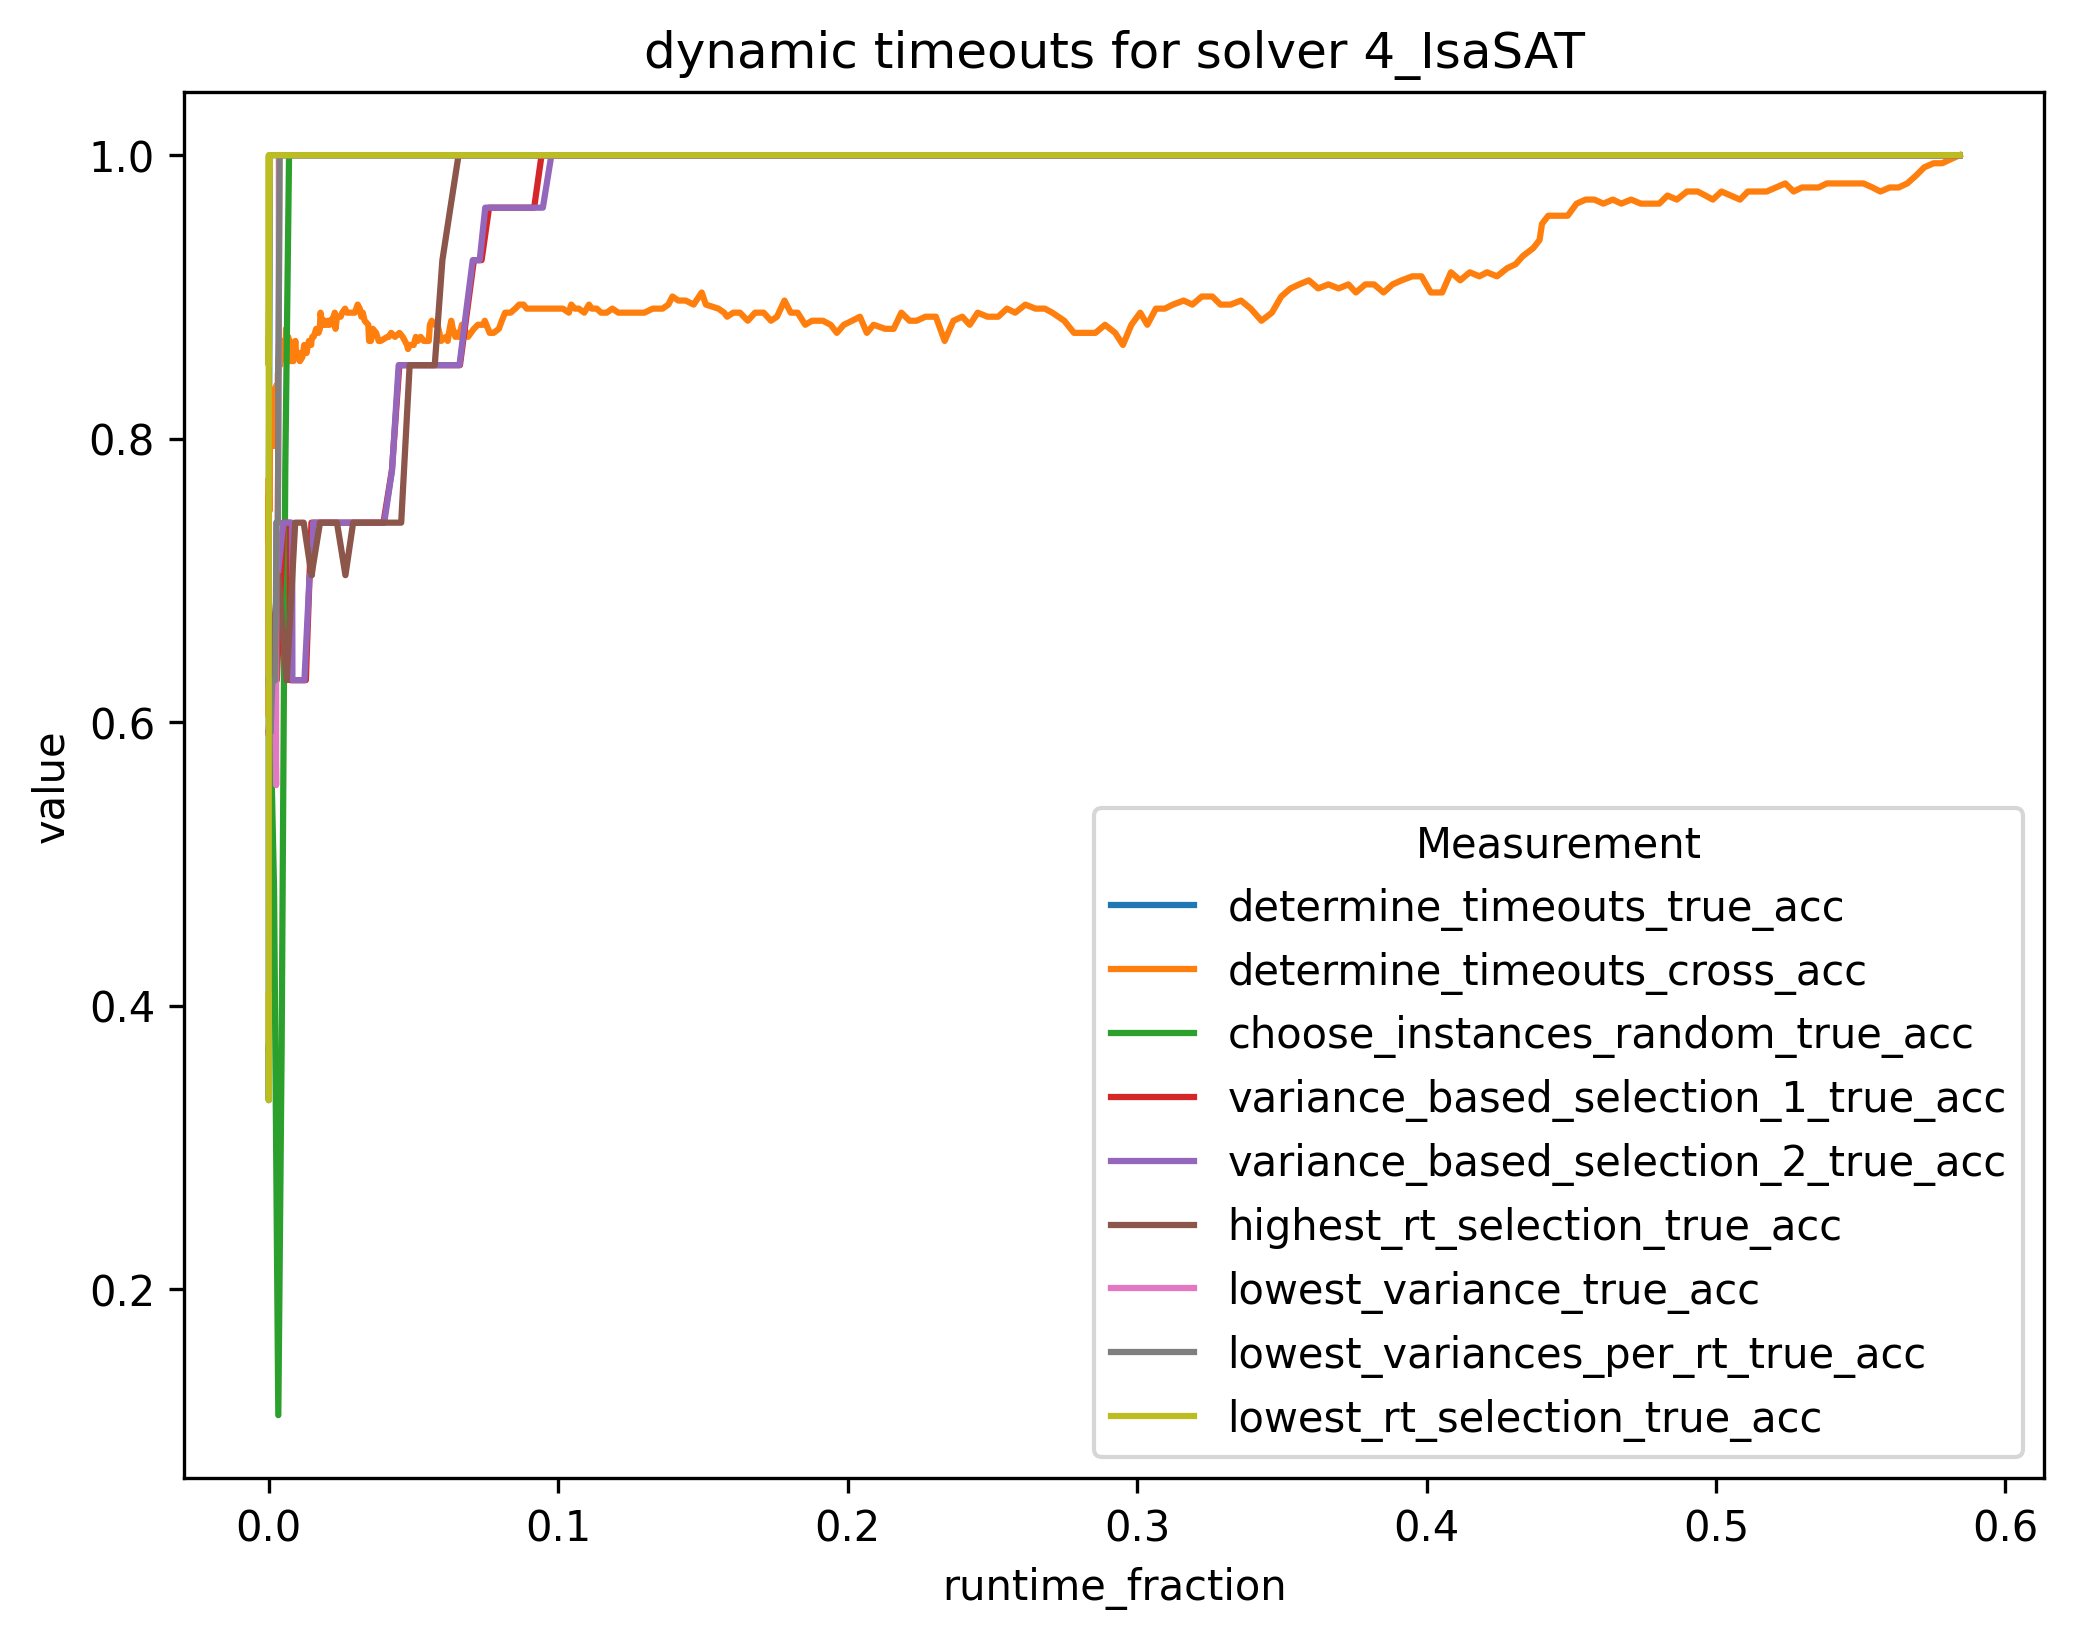 dynamic timeouts for solver 4_IsaSAT
1.0
0.8
0.6
0.4
0.2
value
Measurement
determine_timeouts_true_acc
determine_timeouts_cross_acc
choose_instances_random_true_acc
variance_based_selection_1_true_acc
variance_based_selection_2_true_acc
highest_rt_selection_true_acc
lowest_variance_true_acc
lowest_variances_per_rt_true_acc
lowest_rt_selection_true_acc
0.0 0.1 0.2 0.3 0.4 0.5 0.6
runtime_fraction